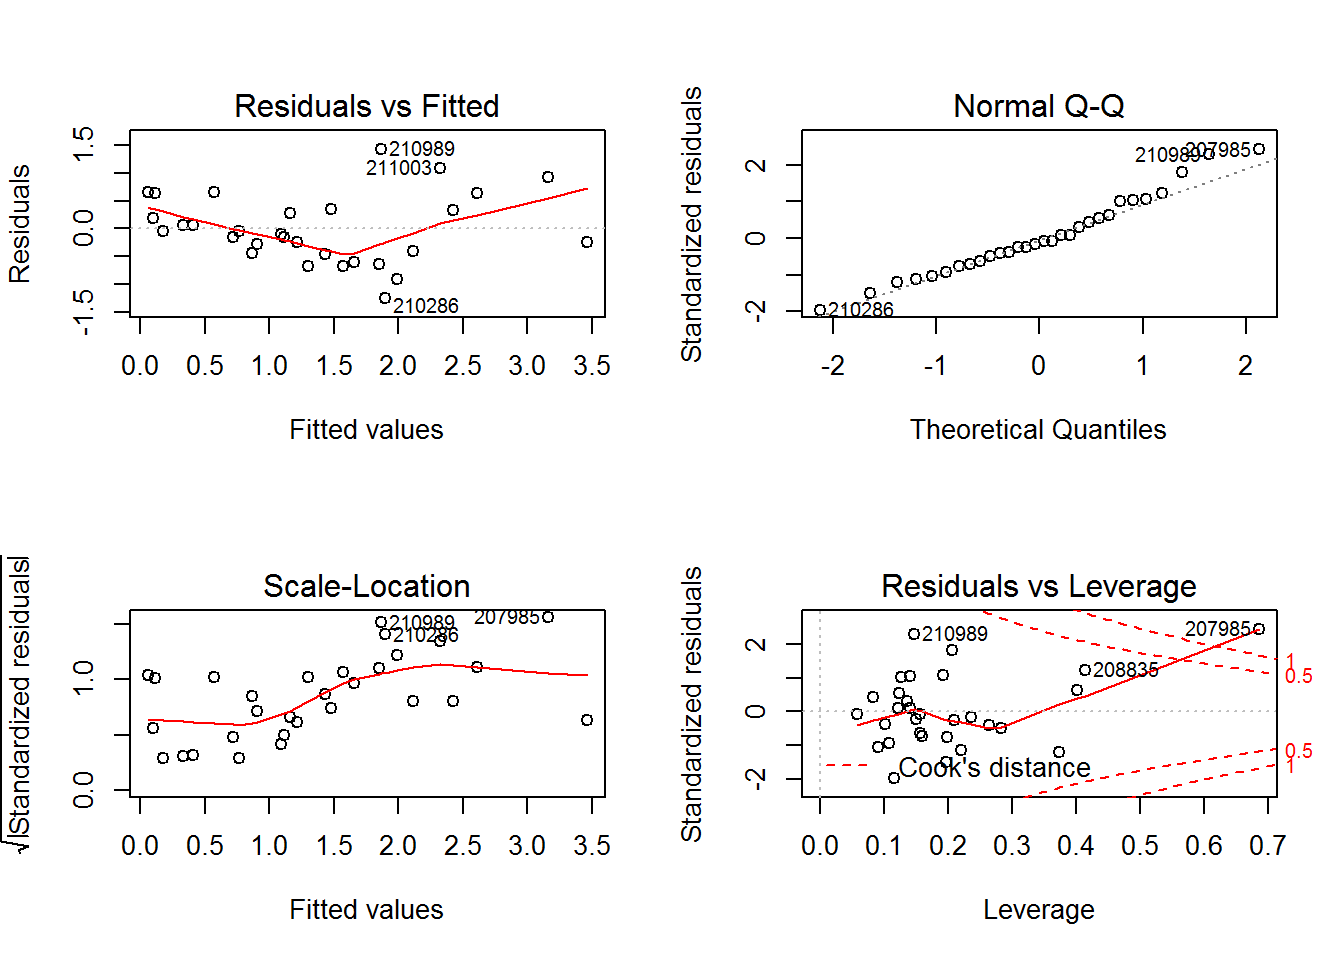 Residuals vs Fitted
Residuals
1.5
0.0
-1.5
210989
211003
210286
0.0 0.5 1.0 1.5 2.0 2.5 3.0 3.5
Fitted values
Normal Q-Q
Standardized residuals
2
0
-2
210989
207985
210286
-2 -1 0 1 2
Theoretical Quantiles
Scale-Location
√|Standardized residuals|
1.0
0.0
210989
210286
207985
0.0 0.5 1.0 1.5 2.0 2.5 3.0 3.5
Fitted values
Residuals vs Leverage
Standardized residuals
2
0
-2
210989
207985
208835
1
0.5
0.5
1
Cook's distance
0.0 0.1 0.2 0.3 0.4 0.5 0.6 0.7
Leverage